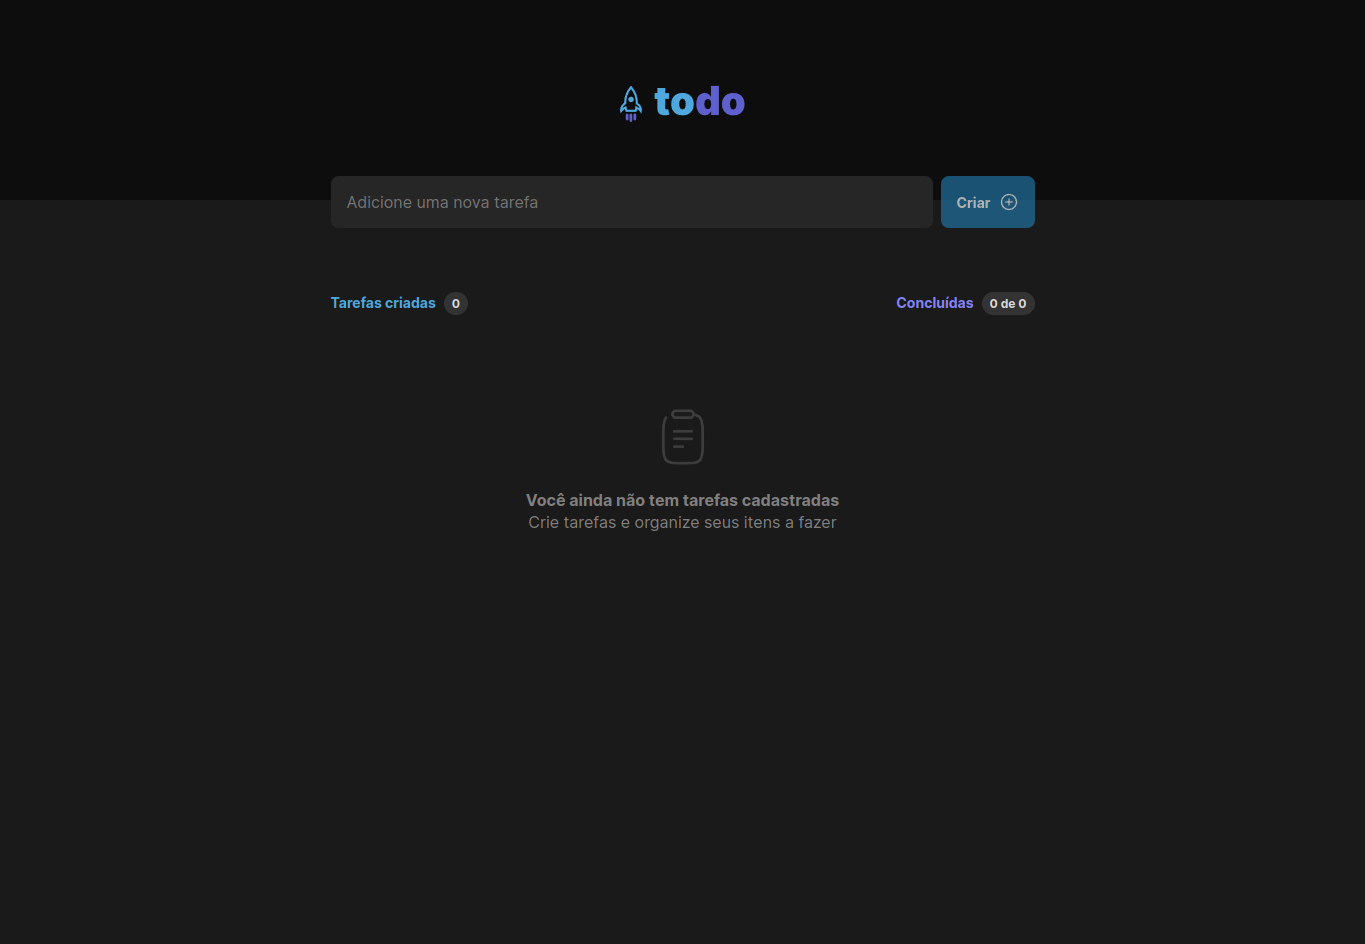 todo
Adicione uma nova tarefa
Criar
Tarefas criadas 0
Concluídas 0 de 0
Você ainda não tem tarefas cadastradas
Crie tarefas e organize seus itens a fazer